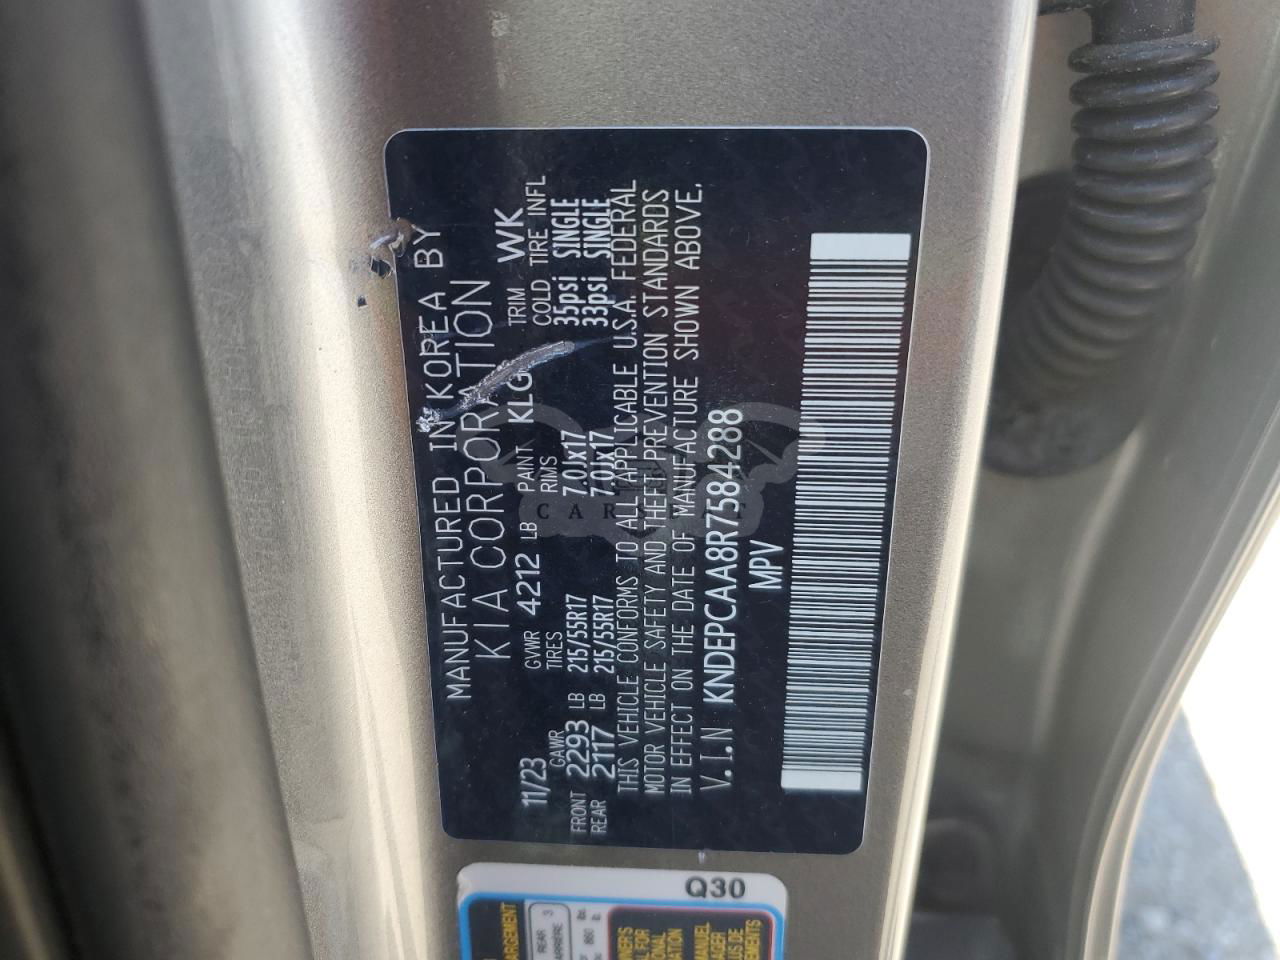 MANUFACTURED IN KOREA BY
KIA CORPORATION
11/23 GVWR 4212 LB PAINT KLG TRIM WK
GAWR TIRES RIMS COLD TIRE INFL
FRONT 2293 LB 215/55R17 7.0Jx17 35psi SINGLE
REAR 2117 LB 215/55R17 7.0Jx17 33psi SINGLE
THIS VEHICLE CONFORMS TO ALL APPLICABLE U.S.A. FEDERAL
MOTOR VEHICLE SAFETY AND THEFT PREVENTION STANDARDS
IN EFFECT ON THE DATE OF MANUFACTURE SHOWN ABOVE.
V.I.N KNDEPCAA8R7584288
MPV
Q30
REAR 3
860